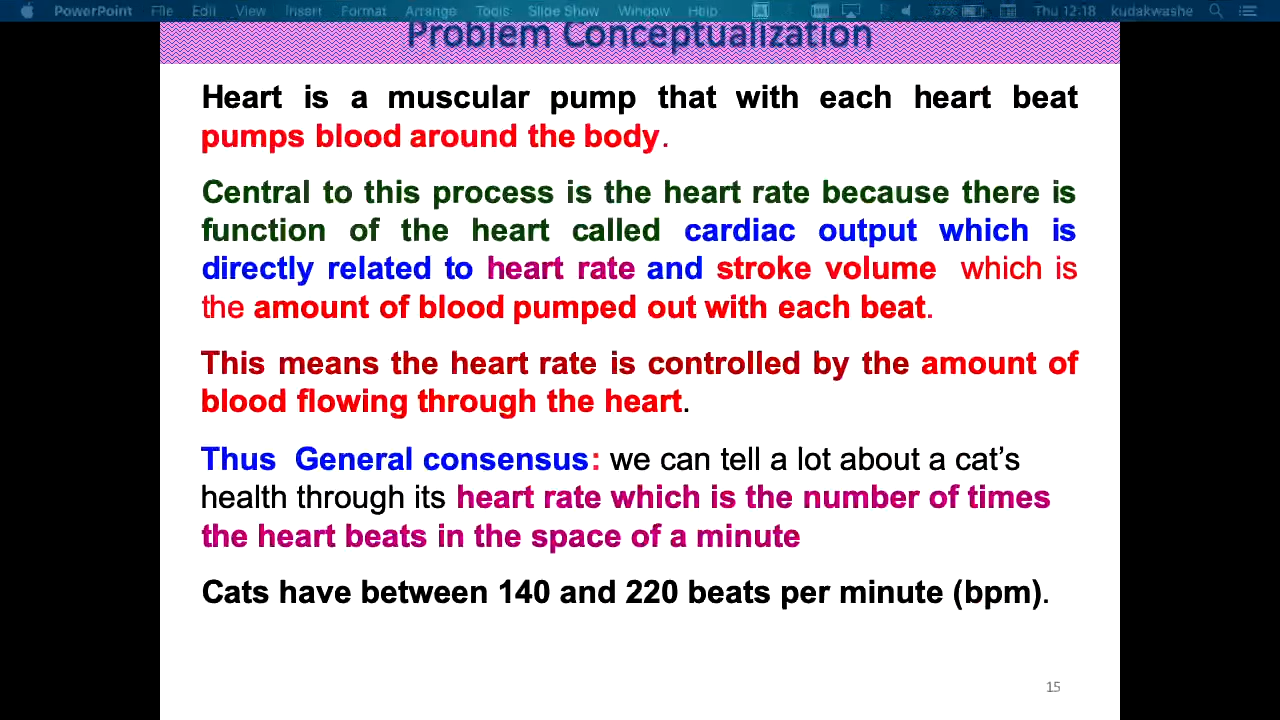 PowerPoint File Edit View Insert Format Arrange Tools Slide Show Window Help 67% Thu 12:18 kudakwashe
Problem Conceptualization
Heart is a muscular pump that with each heart beat
pumps blood around the body.
Central to this process is the heart rate because there is
function of the heart called cardiac output which is
directly related to heart rate and stroke volume which is
the amount of blood pumped out with each beat.
This means the heart rate is controlled by the amount of
blood flowing through the heart.
Thus General consensus: we can tell a lot about a cat’s
health through its heart rate which is the number of times
the heart beats in the space of a minute
Cats have between 140 and 220 beats per minute (bpm).
15